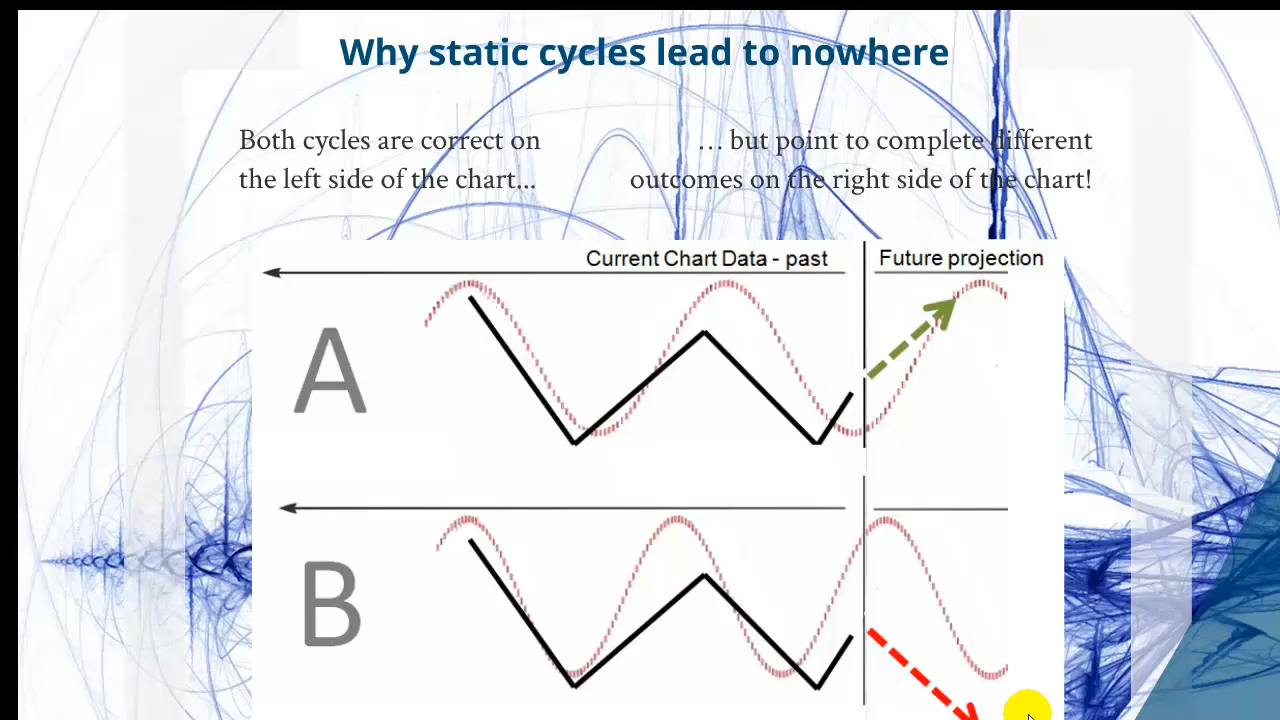 Why static cycles lead to nowhere
Both cycles are correct on
the left side of the chart...
... but point to complete different
outcomes on the right side of the chart!
Current Chart Data - past
Future projection
A
B